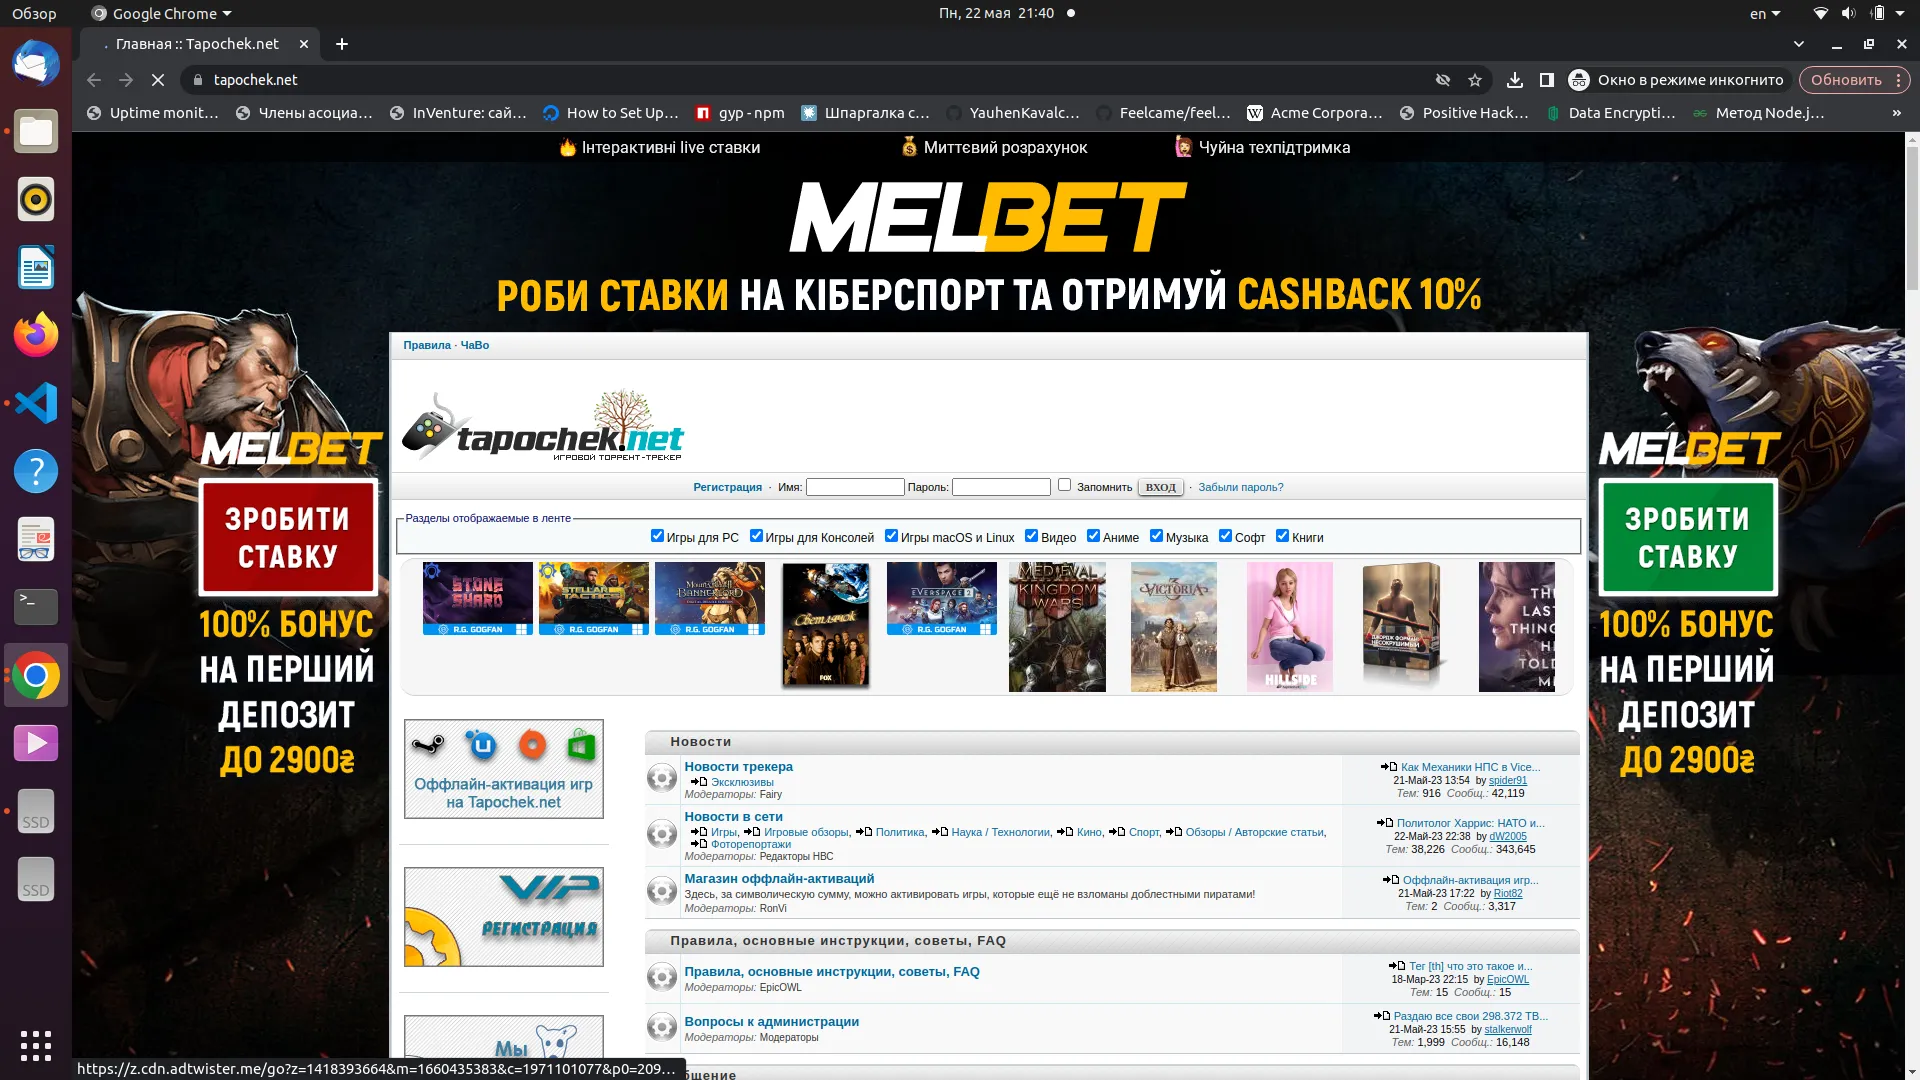 Обзор
Google Chrome
Пн, 22 мая 21:40
en
Главная :: Tapochek.net
tapochek.net
Окно в режиме инкогнито
Обновить
Uptime monit...
Члены асоциа...
InVenture: сай...
How to Set Up...
gyp - npm
Шпаргалка с...
YauhenKavalc...
Feelcame/feel...
Acme Corpora...
Positive Hack...
Data Encrypti...
Метод Node.j...
»
Інтерактивні live ставки
Миттєвий розрахунок
Чуйна техпідтримка
MELBET
РОБИ СТАВКИ НА КІБЕРСПОРТ ТА ОТРИМУЙ CASHBACK 10%
MELBET
ЗРОБИТИ
СТАВКУ
100% БОНУС
НА ПЕРШИЙ
ДЕПОЗИТ
ДО 2900₴
Правила · ЧаВо
tapochek.net
ИГРОВОЙ ТОРРЕНТ-ТРЕКЕР
Регистрация · Имя: Пароль: Запомнить ВХОД · Забыли пароль?
Разделы отображаемые в ленте
Игры для PC Игры для Консолей Игры macOS и Linux Видео Аниме Музыка Софт Книги
STONE
SHARD
R.G. GOGFAN
STELLAR
TACTICS
R.G. GOGFAN
BANNERLORD
R.G. GOGFAN
Светлячок
FOX
EVERSPACE 2
R.G. GOGFAN
MEDIEVAL
KINGDOM
WARS
VICTORIA
3
HILLSIDE
ДЖОРДЖ ФОРМАН:
НЕСОКРУШИМЫЙ
THE
LAST
THING
HE
TOLD
ME
Оффлайн-активация игр
на Tapochek.net
VIP
РЕГИСТРАЦИЯ
Мы
Новости
Новости трекера
Эксклюзивы
Модераторы: Fairy
Как Механики НПС в Vice...
21-Май-23 13:54 by spider91
Тем: 916 Сообщ.: 42,119
Новости в сети
Игры, Игровые обзоры, Политика, Наука / Технологии, Кино, Спорт, Обзоры / Авторские статьи,
Фоторепортажи
Модераторы: Редакторы НВС
Политолог Харрис: НАТО и...
22-Май-23 22:38 by dW2005
Тем: 38,226 Сообщ.: 343,645
Магазин оффлайн-активаций
Здесь, за символическую сумму, можно активировать игры, которые ещё не взломаны доблестными пиратами!
Модераторы: RonVi
Оффлайн-активация игр...
21-Май-23 17:22 by Riot82
Тем: 2 Сообщ.: 3,317
Правила, основные инструкции, советы, FAQ
Правила, основные инструкции, советы, FAQ
Модераторы: EpicOWL
Тег [th] что это такое и...
18-Мар-23 22:15 by EpicOWL
Тем: 15 Сообщ.: 15
Вопросы к администрации
Модераторы: Модераторы
Раздаю все свои 298.372 TB...
21-Май-23 15:55 by stalkerwolf
Тем: 1,999 Сообщ.: 16,148
бщение
MELBET
ЗРОБИТИ
СТАВКУ
100% БОНУС
НА ПЕРШИЙ
ДЕПОЗИТ
ДО 2900₴
SSD
SSD
https://z.cdn.adtwister.me/go?z=1418393664&m=1660435383&c=1971101077&p0=209...